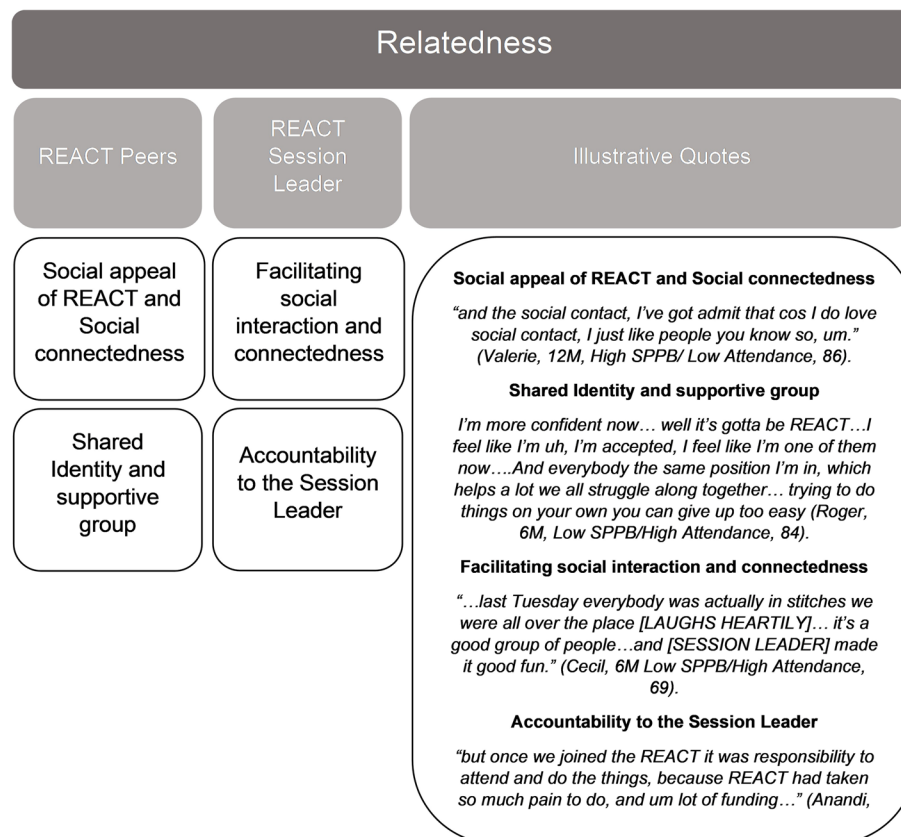 Relatedness
REACT Peers
REACT
Session
Leader
Illustrative Quotes
Social appeal
of REACT and
Social
connectedness
Facilitating
social
interaction and
connectedness
Shared
Identity and
supportive
group
Accountability
to the Session
Leader
Social appeal of REACT and Social connectedness
“and the social contact, I’ve got admit that cos I do love
social contact, I just like people you know so, um.”
(Valerie, 12M, High SPPB/ Low Attendance, 86).
Shared Identity and supportive group
I’m more confident now… well it’s gotta be REACT…I
feel like I’m uh, I’m accepted, I feel like I’m one of them
now….And everybody the same position I’m in, which
helps a lot we all struggle along together… trying to do
things on your own you can give up too easy (Roger,
6M, Low SPPB/High Attendance, 84).
Facilitating social interaction and connectedness
“…last Tuesday everybody was actually in stitches we
were all over the place [LAUGHS HEARTILY]… it’s a
good group of people…and [SESSION LEADER] made
it good fun.” (Cecil, 6M Low SPPB/High Attendance,
69).
Accountability to the Session Leader
“but once we joined the REACT it was responsibility to
attend and do the things, because REACT had taken
so much pain to do, and um lot of funding…” (Anandi,